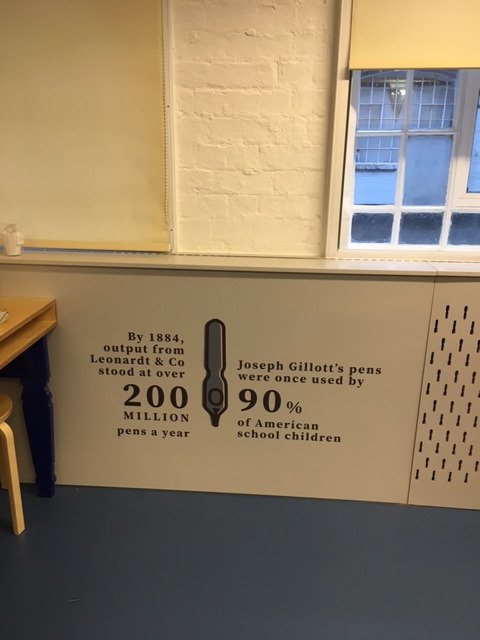 By 1884,
output from
Leonardt & Co
stood at over
200
MILLION
pens a year
Joseph Gillott's pens
were once used by
90%
of American
school children